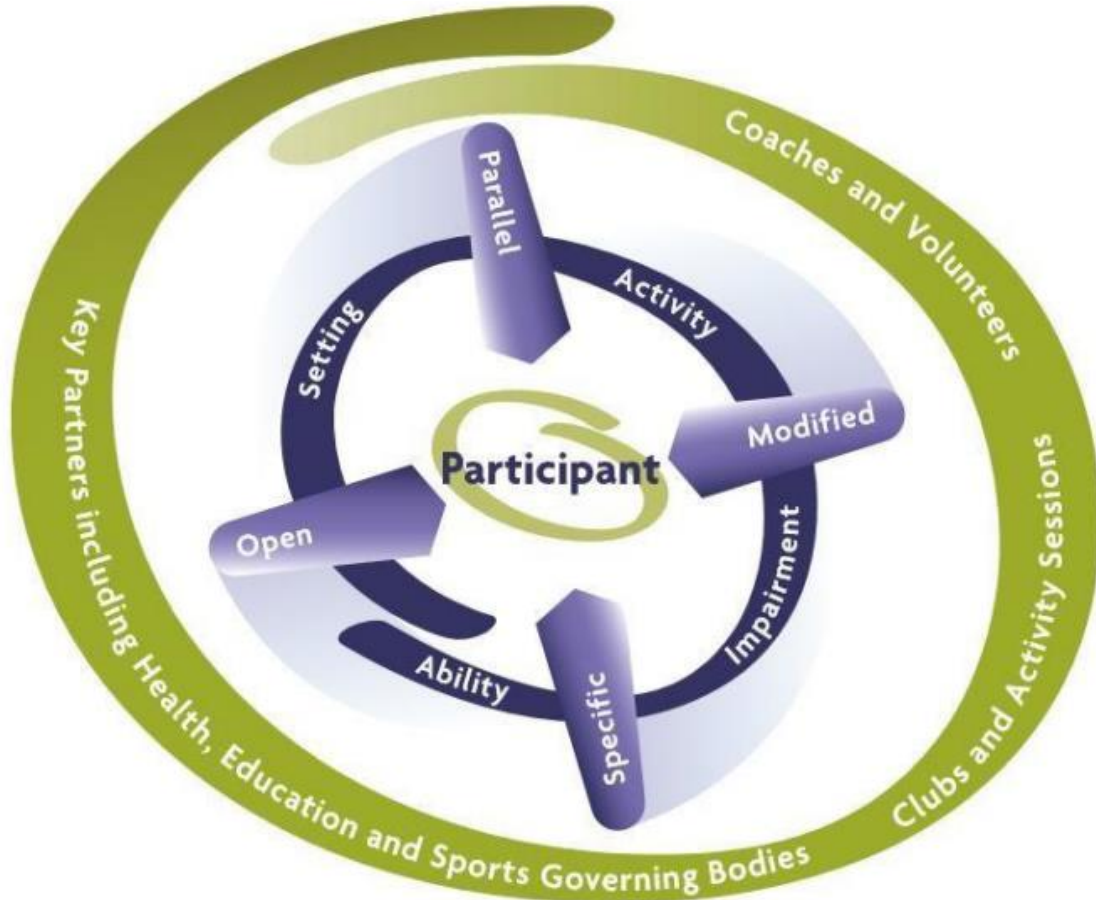 Coaches and Volunteers
Clubs and Activity Sessions
Key Partners including Health, Education and Sports Governing Bodies
Parallel
Setting
Activity
Modified
Participant
Open
Impairment
Ability
Specific